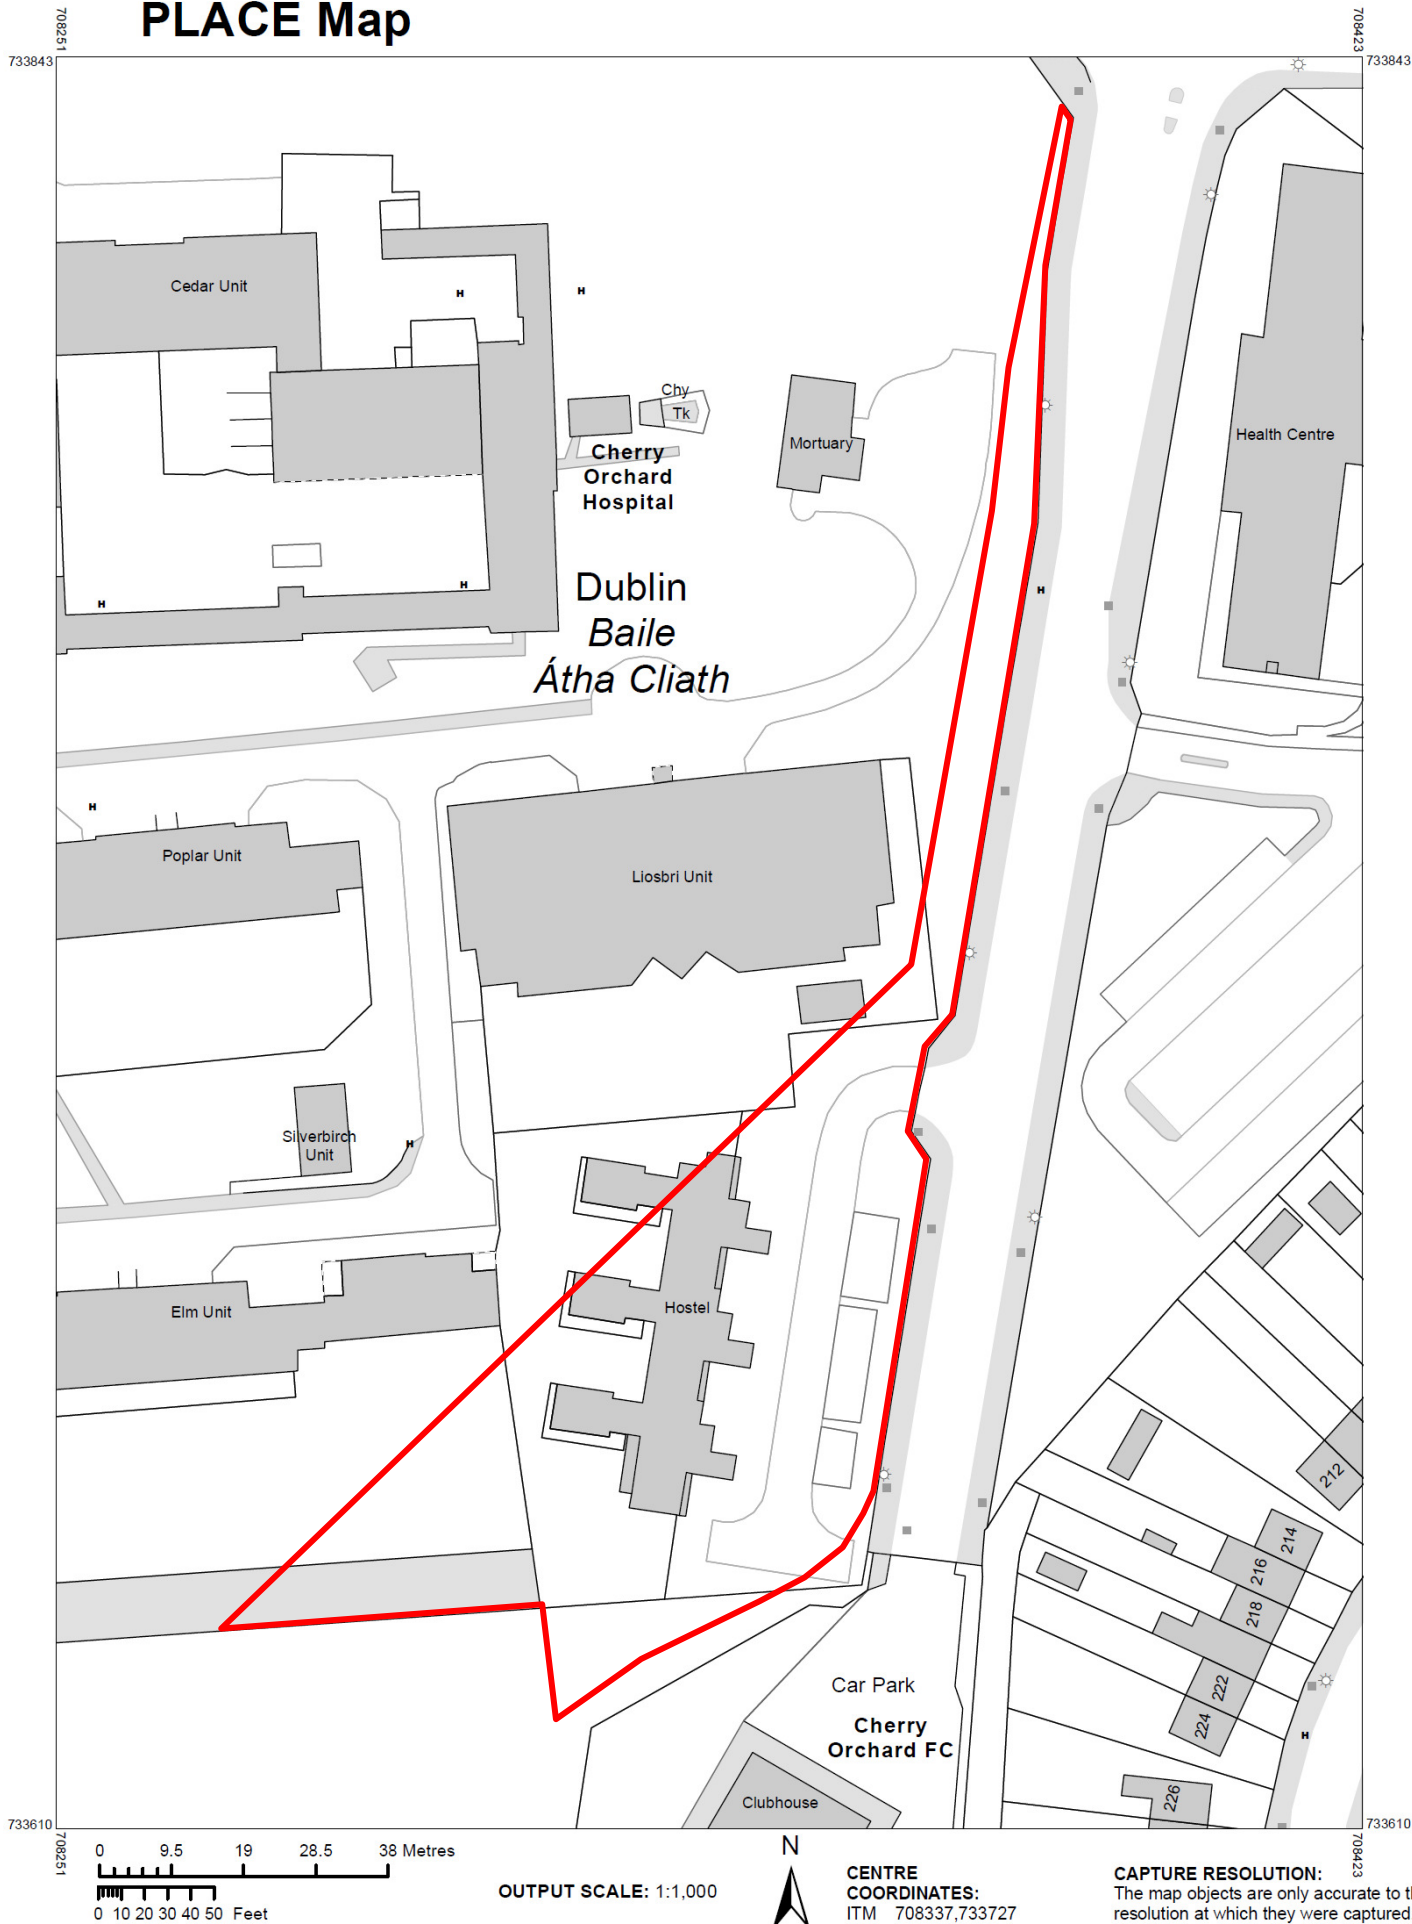 PLACE Map
708251
708423
733843
733843
Cedar Unit
H
H
Chy
Tk
Mortuary
Health Centre
Cherry
Orchard
Hospital
Dublin
Baile
Átha Cliath
H
H
H
H
Poplar Unit
Liosbri Unit
Silverbirch
Unit
H
Elm Unit
Hostel
212
214
216
218
222
224
226
H
Car Park
Cherry
Orchard FC
Clubhouse
733610
733610
708251
708423
0 9.5 19 28.5 38 Metres
0 10 20 30 40 50 Feet
OUTPUT SCALE: 1:1,000
N
CENTRE
COORDINATES:
ITM 708337,733727
CAPTURE RESOLUTION:
The map objects are only accurate to th
resolution at which they were captured